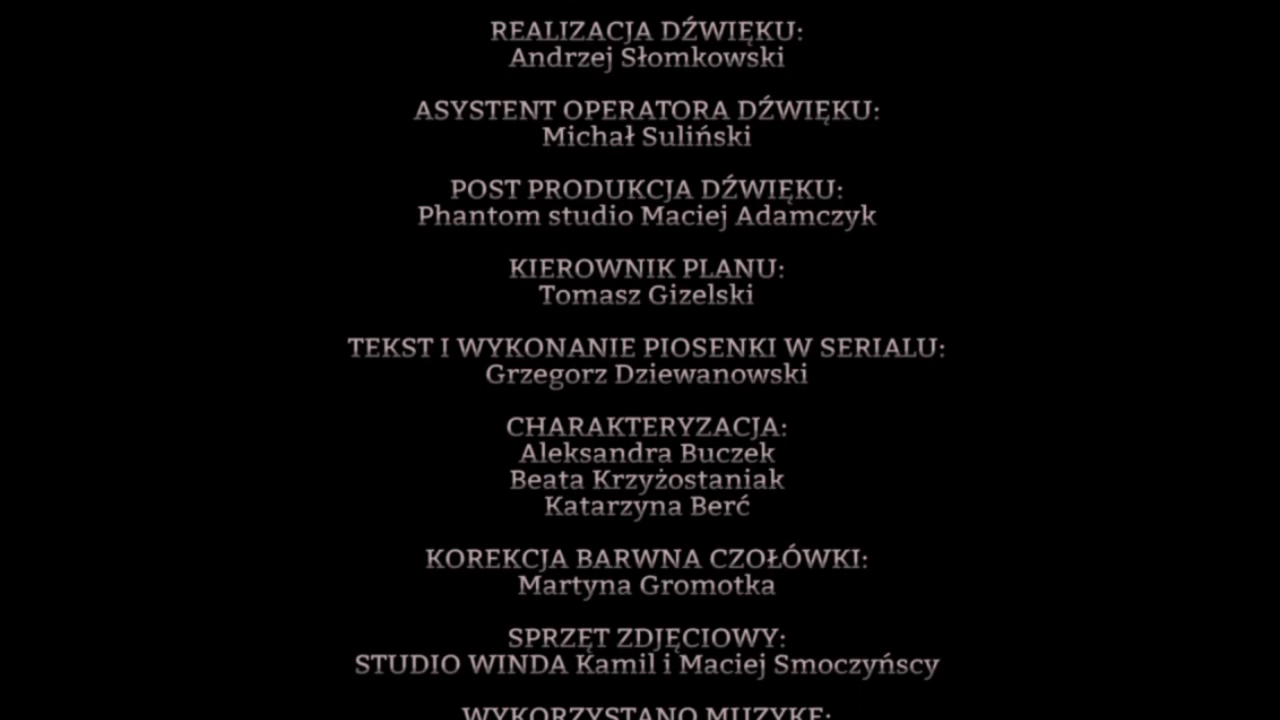 REALIZACJA DŹWIĘKU:
Andrzej Słomkowski
ASYSTENT OPERATORA DŹWIĘKU:
Michał Suliński
POST PRODUKCJA DŹWIĘKU:
Phantom studio Maciej Adamczyk
KIEROWNIK PLANU:
Tomasz Gizelski
TEKST I WYKONANIE PIOSENKI W SERIALU:
Grzegorz Dziewanowski
CHARAKTERYZACJA:
Aleksandra Buczek
Beata Krzyżostaniak
Katarzyna Berć
KOREKCJA BARWNA CZOŁÓWKI:
Martyna Gromotka
SPRZĘT ZDJĘCIOWY:
STUDIO WINDA Kamil i Maciej Smoczyńscy
WYKORZYSTANO MUZYKĘ: